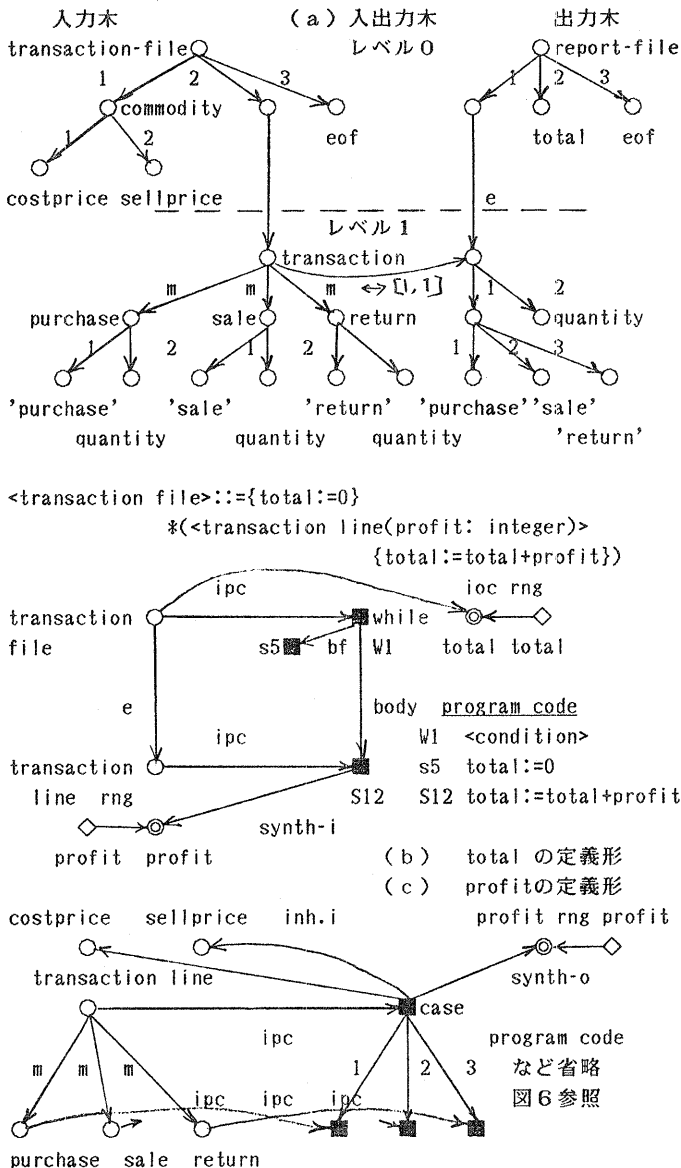 入力木 (a) 入出力木 出力木
transaction-file レベル0 report-file
1 2 3 1 2 3
commodity
1 2 eof total eof
costprice sellprice
e
レベル1
transaction
m m m ↔[1,1] 1 2
purchase sale return quantity
1 2 1 2 1 2 3
'purchase' 'sale' 'return' 'purchase' 'sale'
quantity quantity quantity 'return'
<transaction file>::={total:=0}
*(<transaction line(profit: integer)>
{total:=total+profit})
ipc ioc rng
transaction while
file s5 bf W1 total total
e body program code
ipc W1 <condition>
transaction s5 total:=0
line rng S12 S12 total:=total+profit
synth-i
profit profit (b) total の定義形
(c) profitの定義形
costprice sellprice inh.i profit rng profit
transaction line synth-o
case
ipc program code
m m m 1 2 3 など省略
ipc ipc ipc 図6参照
purchase sale return